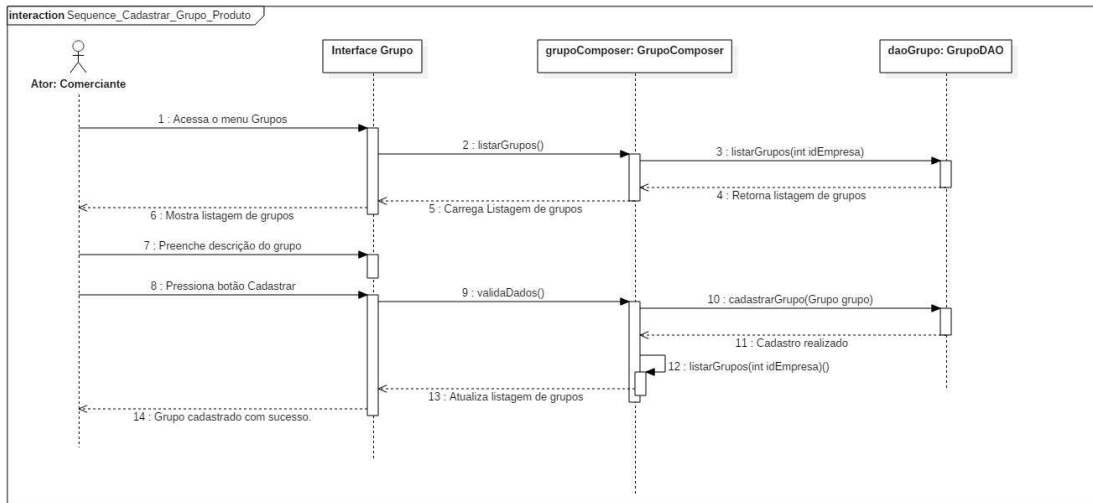 interaction Sequence_Cadastrar_Grupo_Produto
Interface Grupo
grupoComposer: GrupoComposer
daoGrupo: GrupoDAO
Ator: Comerciante
1 : Acessa o menu Grupos
2 : listarGrupos()
3 : listarGrupos(int idEmpresa)
4 : Retorna listagem de grupos
5 : Carrega Listagem de grupos
6 : Mostra listagem de grupos
7 : Preenche descrição do grupo
8 : Pressiona botão Cadastrar
9 : validaDados()
10 : cadastrarGrupo(Grupo grupo)
11 : Cadastro realizado
12 : listarGrupos(int idEmpresa)()
13 : Atualiza listagem de grupos
14 : Grupo cadastrado com sucesso.